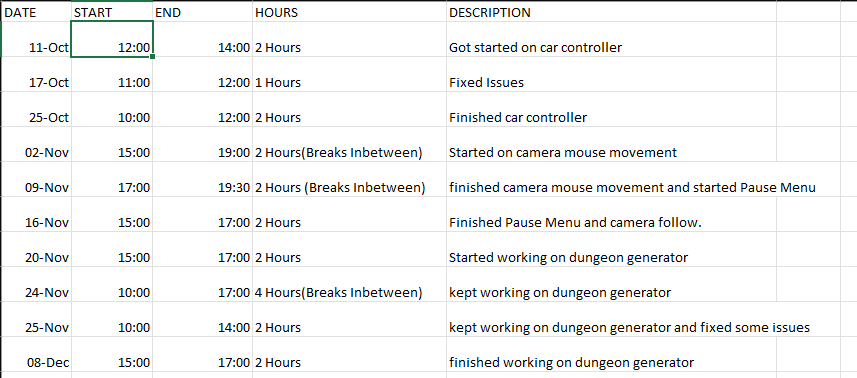 DATE START END HOURS DESCRIPTION
11-Oct 12:00 14:00 2 Hours Got started on car controller
17-Oct 11:00 12:00 1 Hours Fixed Issues
25-Oct 10:00 12:00 2 Hours Finished car controller
02-Nov 15:00 19:00 2 Hours(Breaks Inbetween) Started on camera mouse movement
09-Nov 17:00 19:30 2 Hours (Breaks Inbetween) finished camera mouse movement and started Pause Menu
16-Nov 15:00 17:00 2 Hours Finished Pause Menu and camera follow.
20-Nov 15:00 17:00 2 Hours Started working on dungeon generator
24-Nov 10:00 17:00 4 Hours(Breaks Inbetween) kept working on dungeon generator
25-Nov 10:00 14:00 2 Hours kept working on dungeon generator and fixed some issues
08-Dec 15:00 17:00 2 Hours finished working on dungeon generator